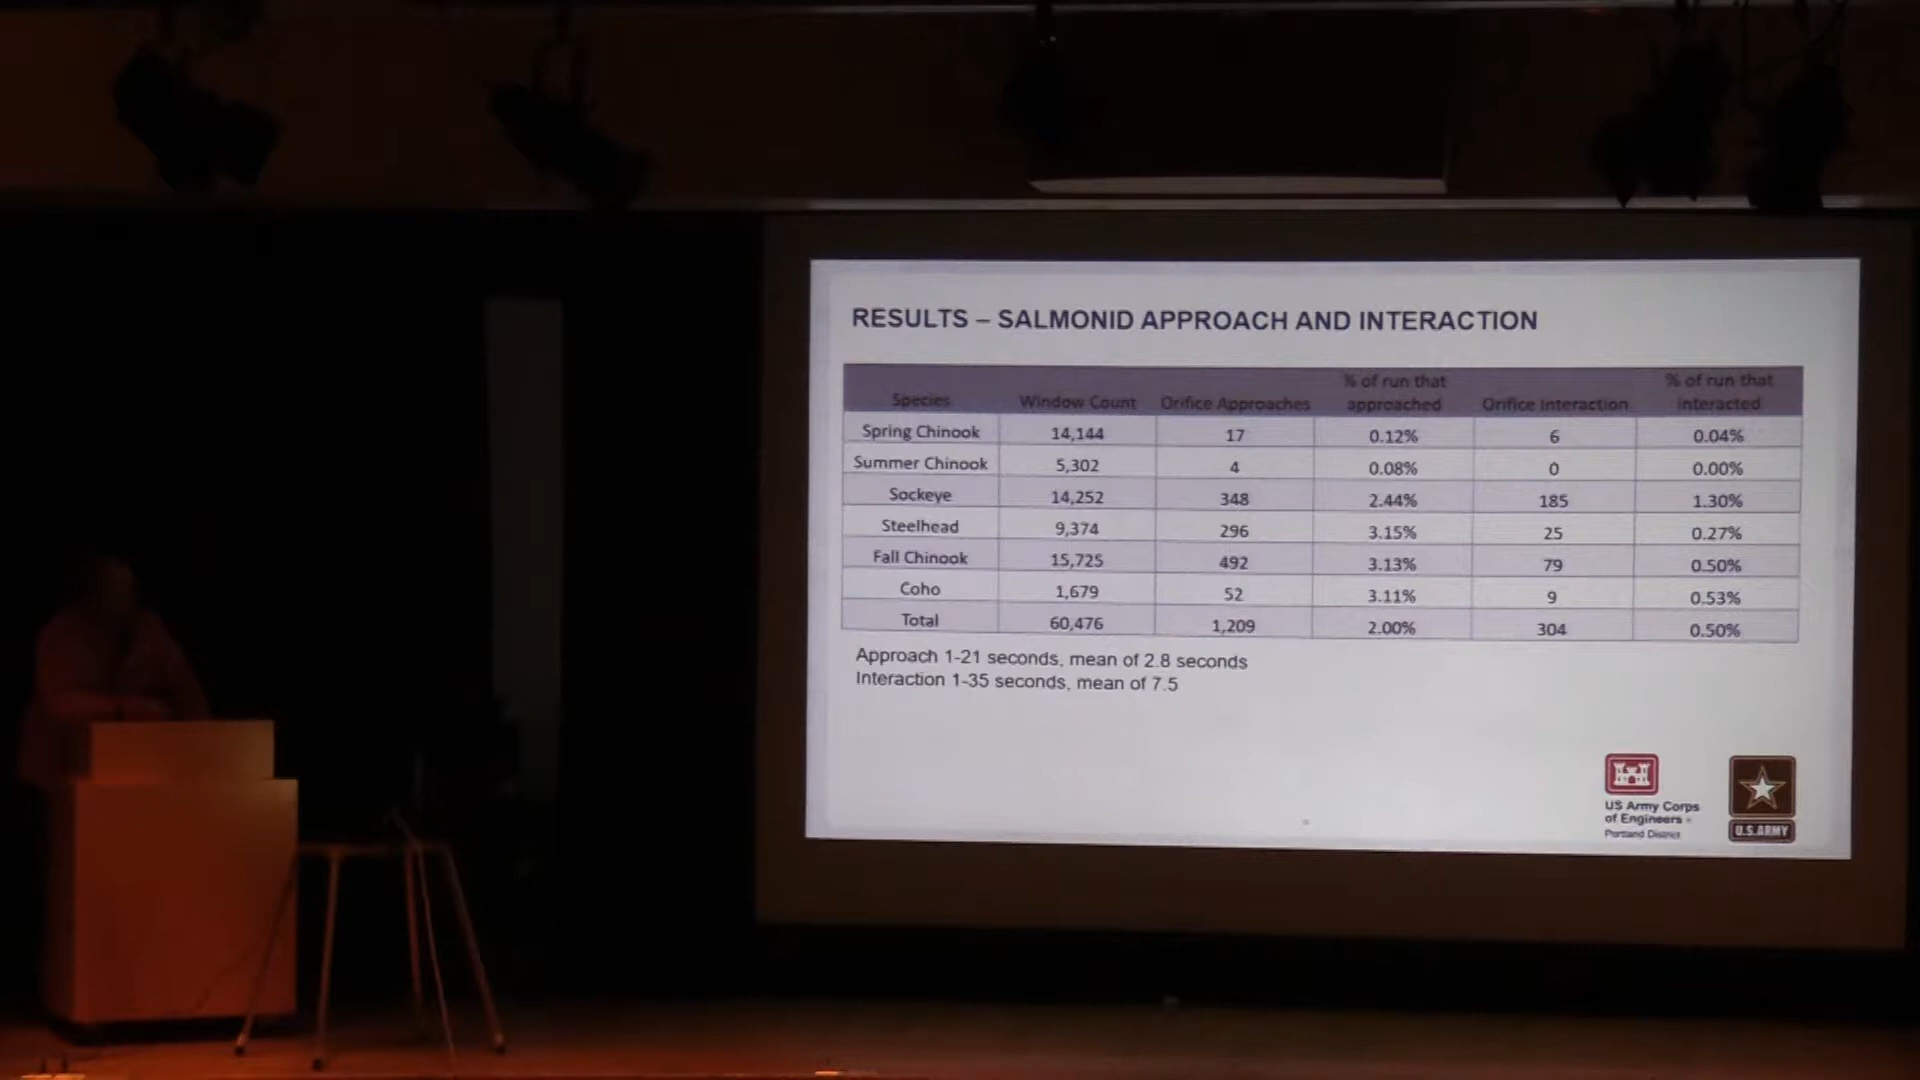 RESULTS – SALMONID APPROACH AND INTERACTION
Species Window Count Orifice Approaches % of run that approached Orifice Interaction % of run that interacted
Spring Chinook 14,144 17 0.12% 6 0.04%
Summer Chinook 5,302 4 0.08% 0 0.00%
Sockeye 14,252 348 2.44% 185 1.30%
Steelhead 9,374 296 3.15% 25 0.27%
Fall Chinook 15,725 492 3.13% 79 0.50%
Coho 1,679 52 3.11% 9 0.53%
Total 60,476 1,209 2.00% 304 0.50%
Approach 1-21 seconds, mean of 2.8 seconds
Interaction 1-35 seconds, mean of 7.5
US Army Corps
of Engineers
Portland District
U.S. ARMY